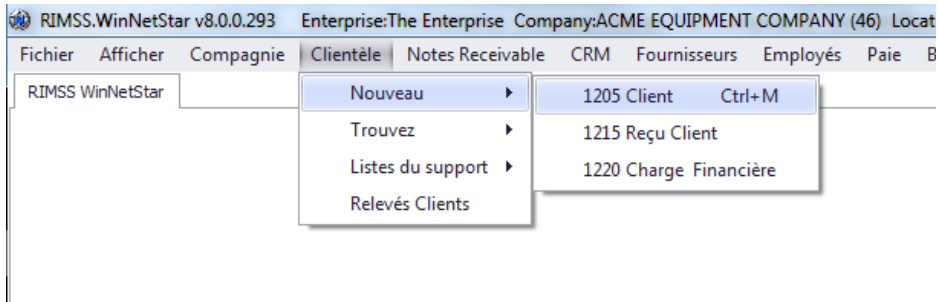 RIMSS.WinNetStar v8.0.0.293 Enterprise:The Enterprise Company:ACME EQUIPMENT COMPANY (46) Locat
Fichier Afficher Compagnie Clientèle Notes Receivable CRM Fournisseurs Employés Paie B
RIMSS WinNetStar
Nouveau 1205 Client Ctrl+M
Trouvez 1215 Reçu Client
Listes du support 1220 Charge Financière
Relevés Clients